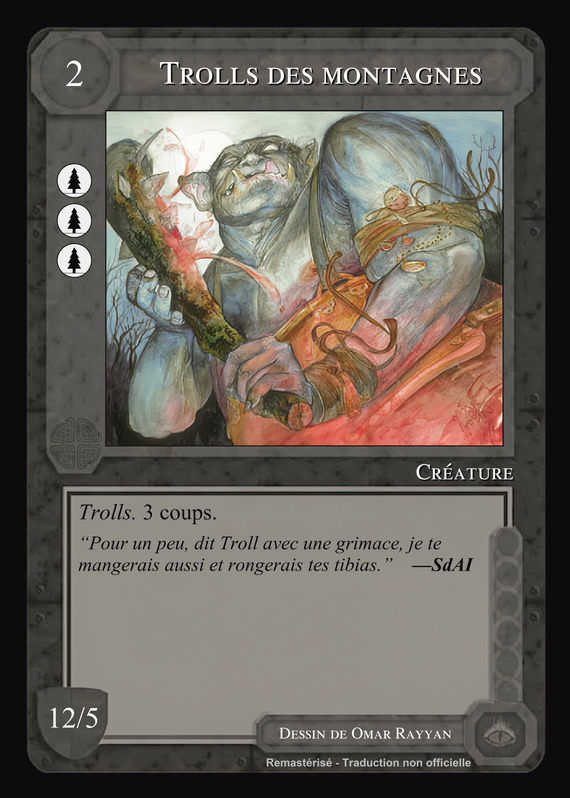 2
Trolls des montagnes
Créature
Trolls. 3 coups.
“Pour un peu, dit Troll avec une grimace, je te
mangerais aussi et rongerais tes tibias.” —SdAI
12/5
Dessin de Omar Rayyan
Remastérisé - Traduction non officielle